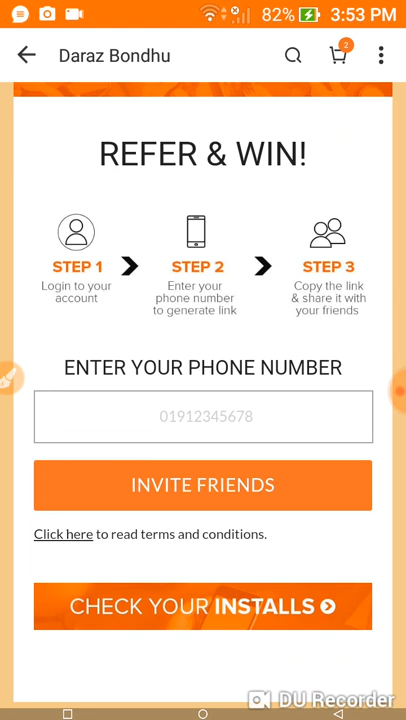 82% 3:53 PM
Daraz Bondhu
2
REFER & WIN!
STEP 1
Login to your
account
STEP 2
Enter your
phone number
to generate link
STEP 3
Copy the link
& share it with
your friends
ENTER YOUR PHONE NUMBER
01912345678
INVITE FRIENDS
Click here to read terms and conditions.
CHECK YOUR INSTALLS
DU Recorder